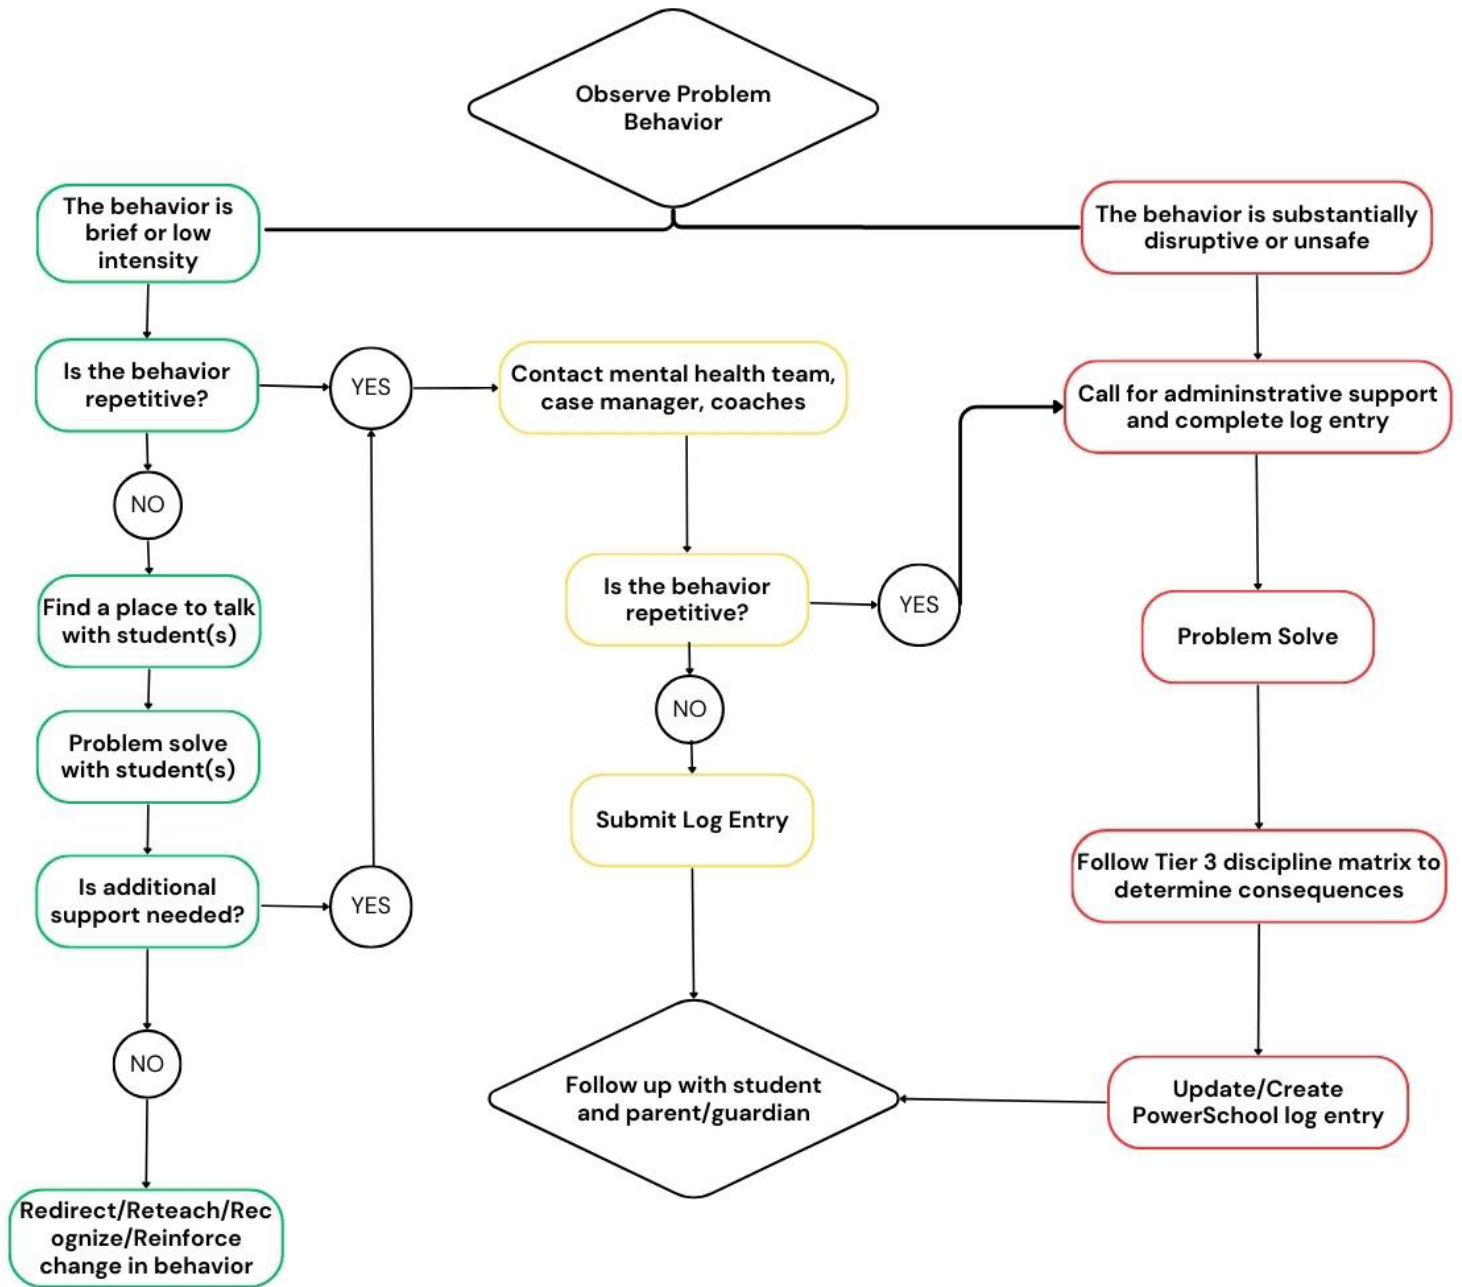 Observe Problem
Behavior
The behavior is
brief or low
intensity
The behavior is substantially
disruptive or unsafe
Is the behavior
repetitive?
YES
Contact mental health team,
case manager, coaches
Call for admininstrative support
and complete log entry
NO
Find a place to talk
with student(s)
Is the behavior
repetitive?
YES
Problem Solve
Problem solve
with student(s)
NO
Submit Log Entry
Is additional
support needed?
YES
Follow Tier 3 discipline matrix to
determine consequences
NO
Follow up with student
and parent/guardian
Update/Create
PowerSchool log entry
Redirect/Reteach/Rec
ognize/Reinforce
change in behavior